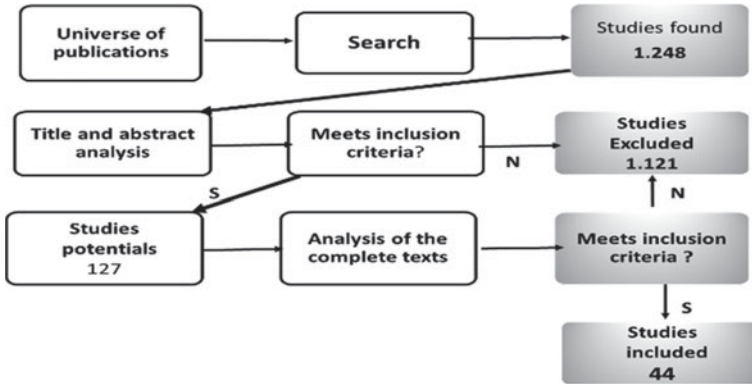 Universe of
publications
Search
Studies found
1.248
Title and abstract
analysis
Meets inclusion
criteria?
N
Studies
Excluded
1.121
S
N
Studies
potentials
127
Analysis of the
complete texts
Meets inclusion
criteria ?
S
Studies
included
44